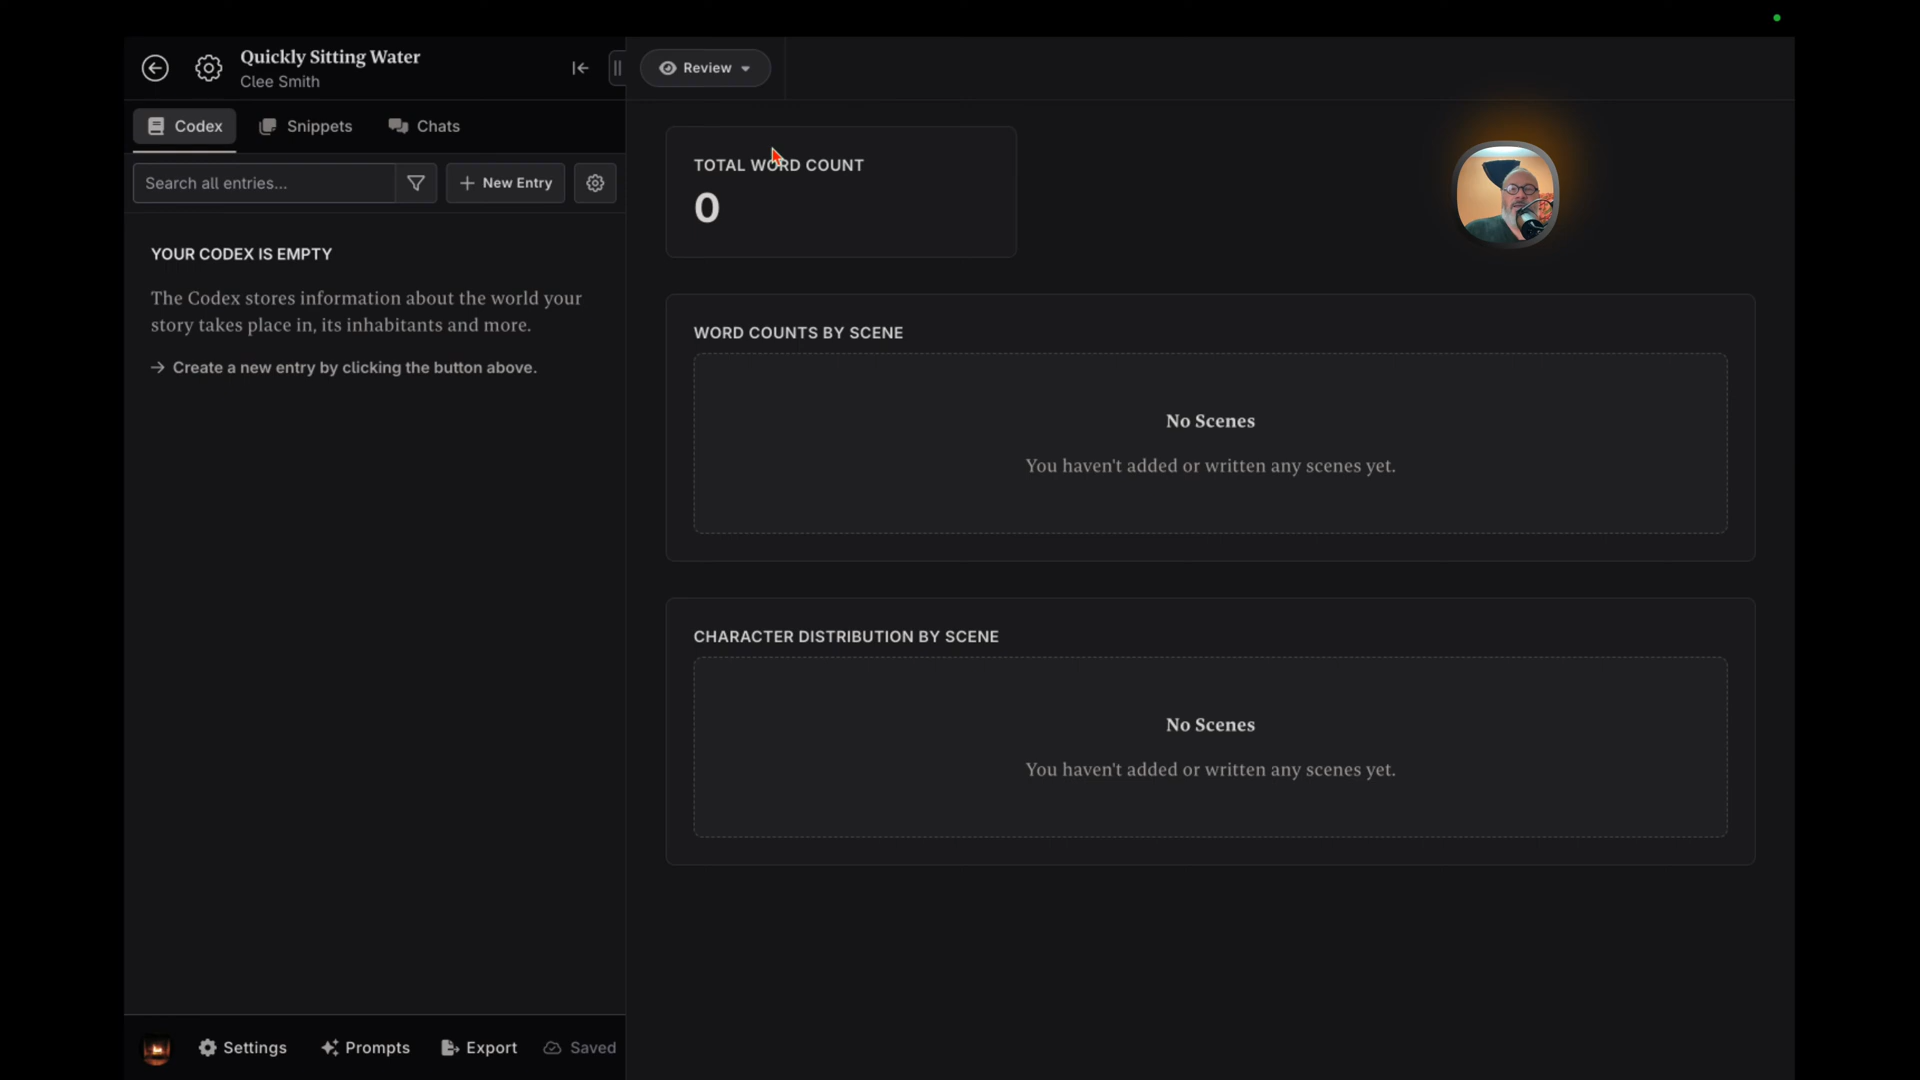 Quickly Sitting Water
Clee Smith
Review
Codex
Snippets
Chats
Search all entries...
New Entry
YOUR CODEX IS EMPTY
The Codex stores information about the world your
story takes place in, its inhabitants and more.
→ Create a new entry by clicking the button above.
TOTAL WORD COUNT
0
WORD COUNTS BY SCENE
No Scenes
You haven't added or written any scenes yet.
CHARACTER DISTRIBUTION BY SCENE
No Scenes
You haven't added or written any scenes yet.
Settings
Prompts
Export
Saved